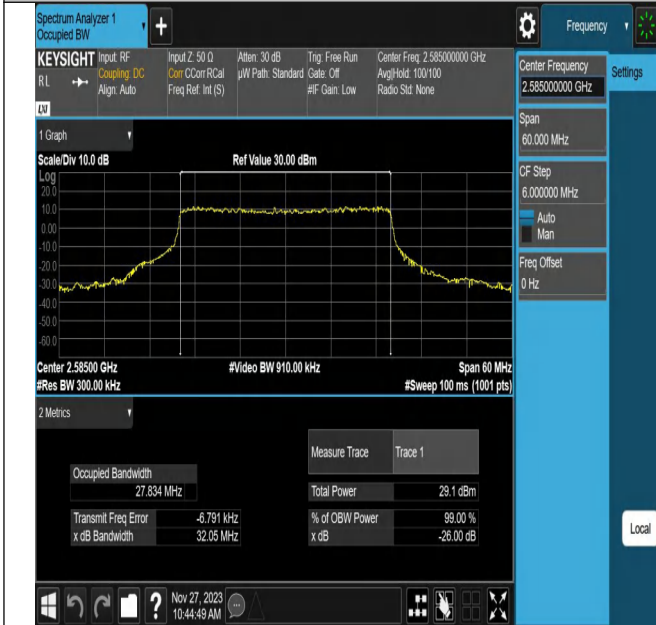 Spectrum Analyzer 1
Occupied BW
+
Frequency
KEYSIGHT
RL
LXI
Input: RF
Coupling: DC
Align: Auto
Input Z: 50 Ω
Corr CCorr RCal
Freq Ref: Int (S)
Atten: 30 dB
µW Path: Standard
Trig: Free Run
Gate: Off
#IF Gain: Low
Center Freq: 2.585000000 GHz
Avg|Hold: 100/100
Radio Std: None
Center Frequency
2.585000000 GHz
Settings
Span
60.000 MHz
CF Step
6.000000 MHz
Auto
Man
Freq Offset
0 Hz
1 Graph
Scale/Div 10.0 dB
Ref Value 30.00 dBm
Log
20.0
10.0
0.00
-10.0
-20.0
-30.0
-40.0
-50.0
-60.0
Center 2.58500 GHz
#Video BW 910.00 kHz
Span 60 MHz
#Res BW 300.00 kHz
#Sweep 100 ms (1001 pts)
2 Metrics
Measure Trace
Trace 1
Occupied Bandwidth
27.834 MHz
Total Power
29.1 dBm
Transmit Freq Error
-6.791 kHz
% of OBW Power
99.00 %
x dB Bandwidth
32.05 MHz
x dB
-26.00 dB
Local
?
Nov 27, 2023
10:44:49 AM